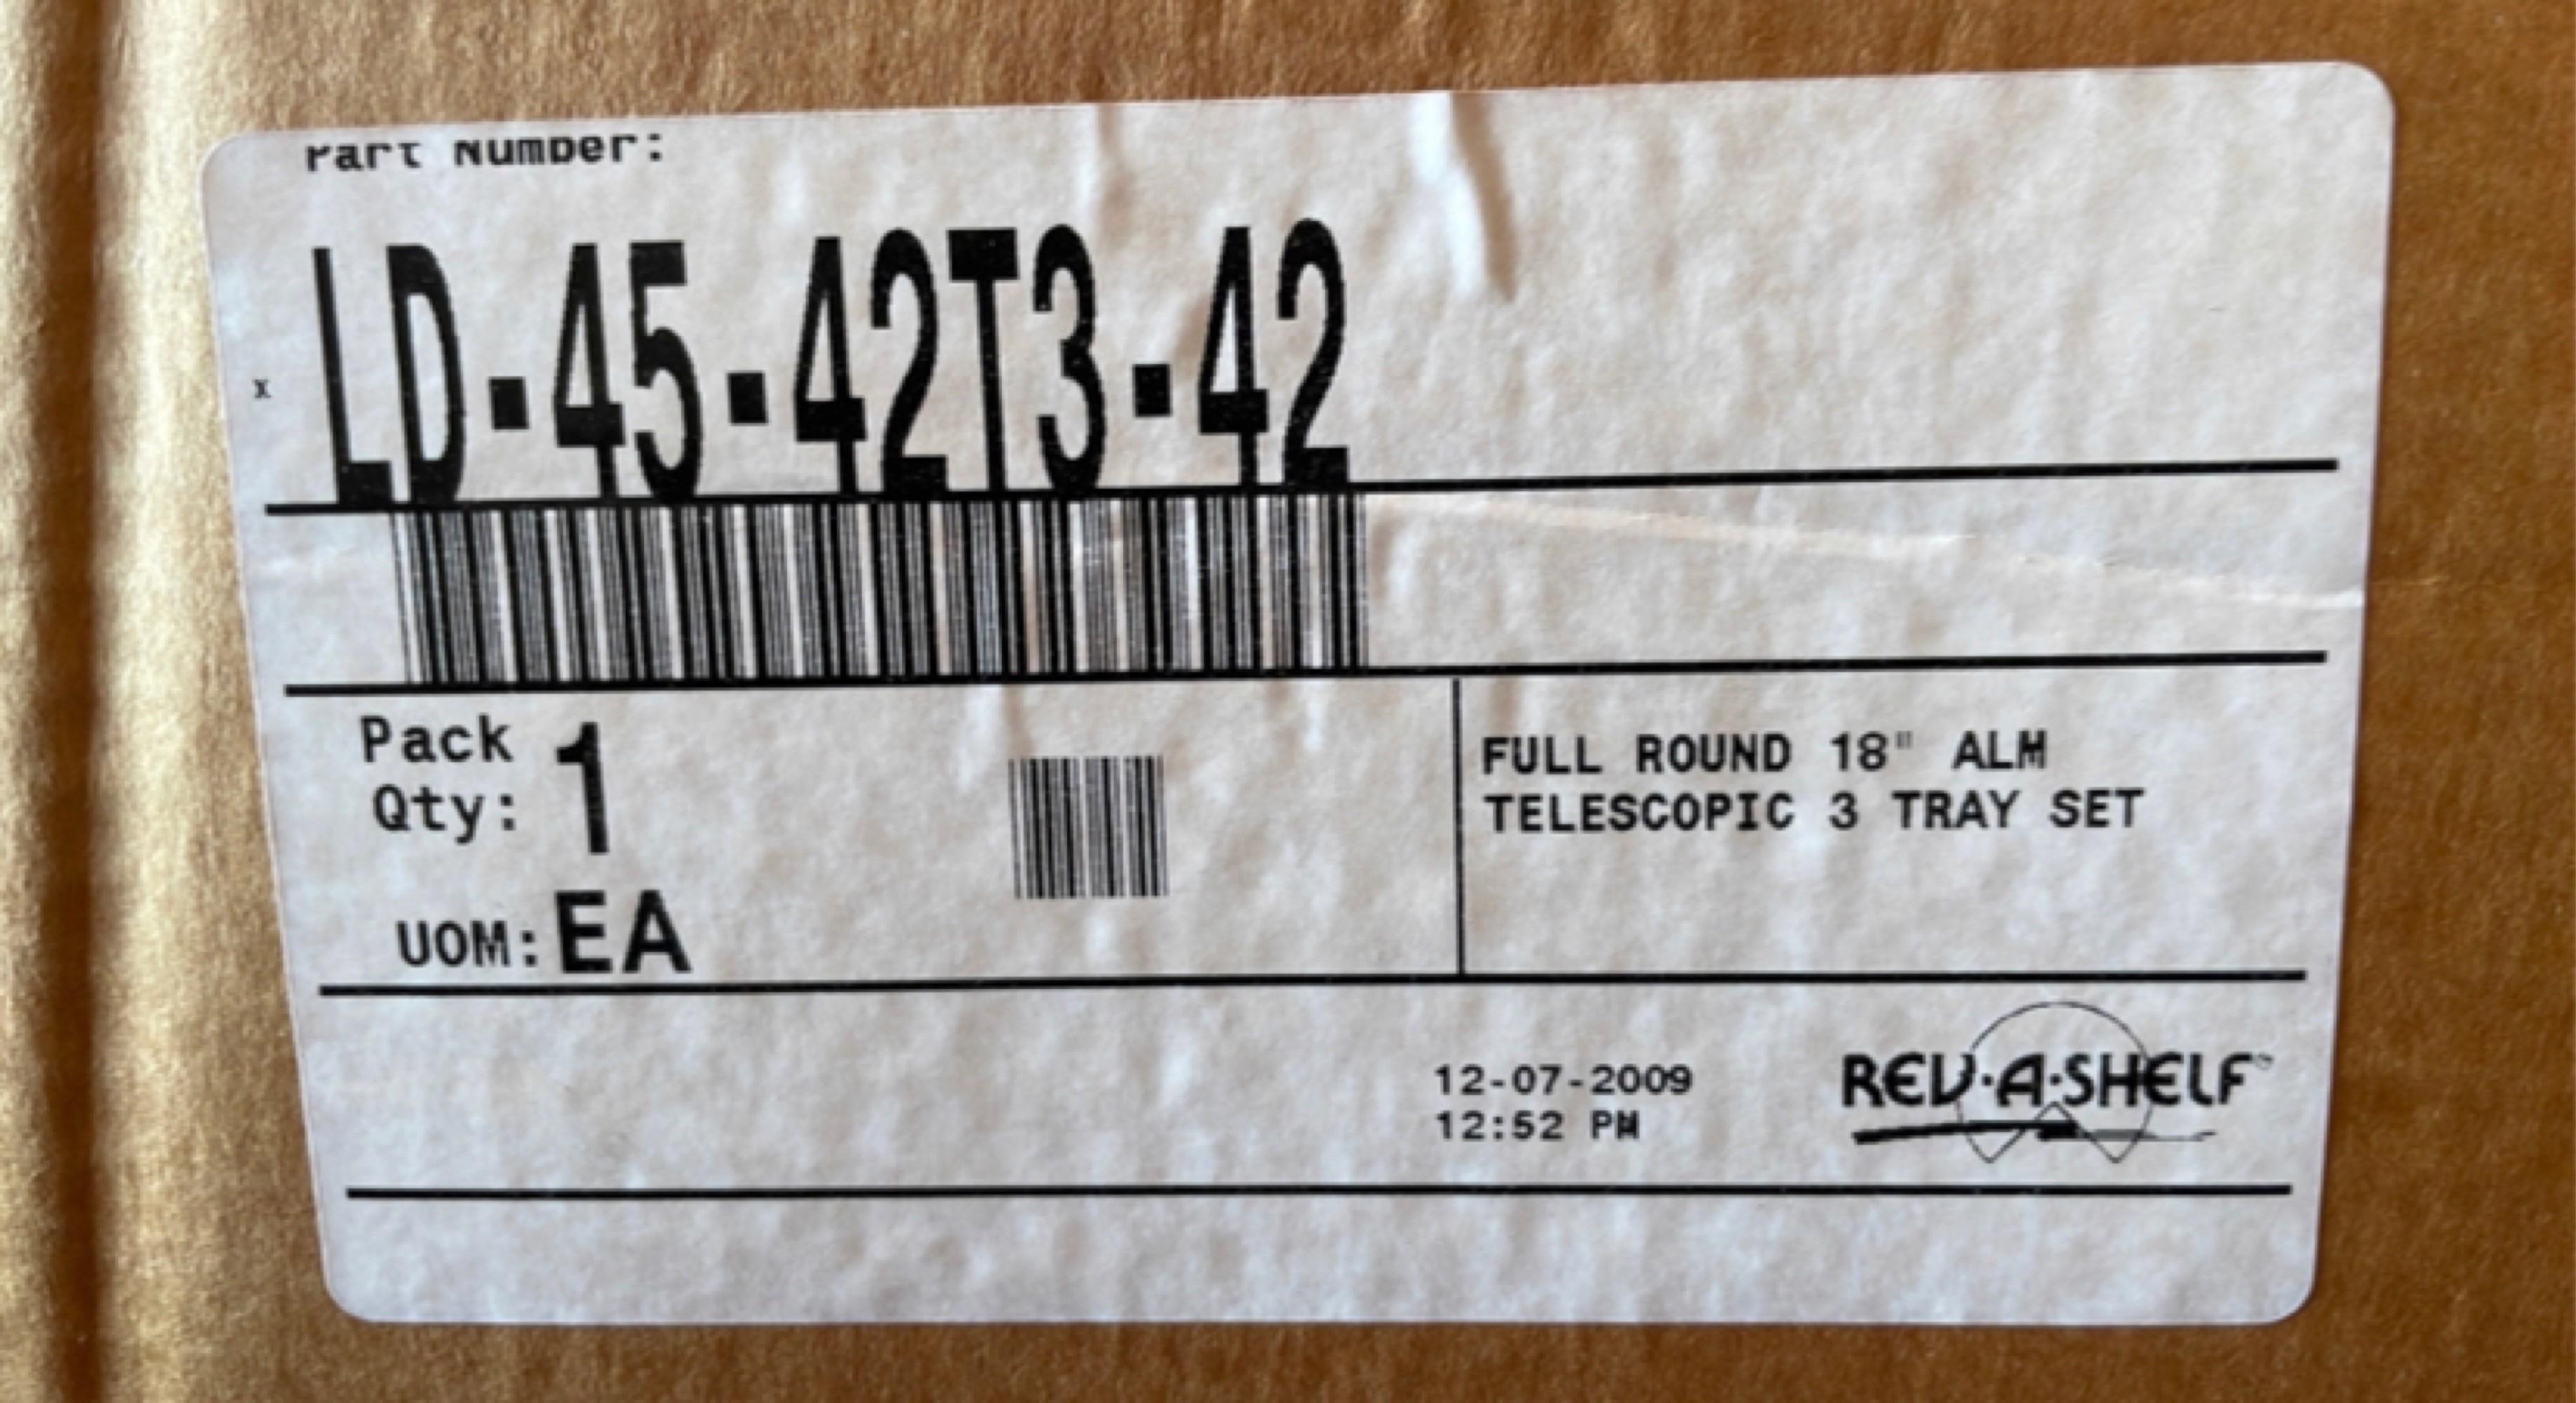 Part Number:
x
LD-45-42T3-42
Pack
Qty: 1
UOM: EA
FULL ROUND 18" ALM
TELESCOPIC 3 TRAY SET
12-07-2009
12:52 PM
REV·A·SHELF™